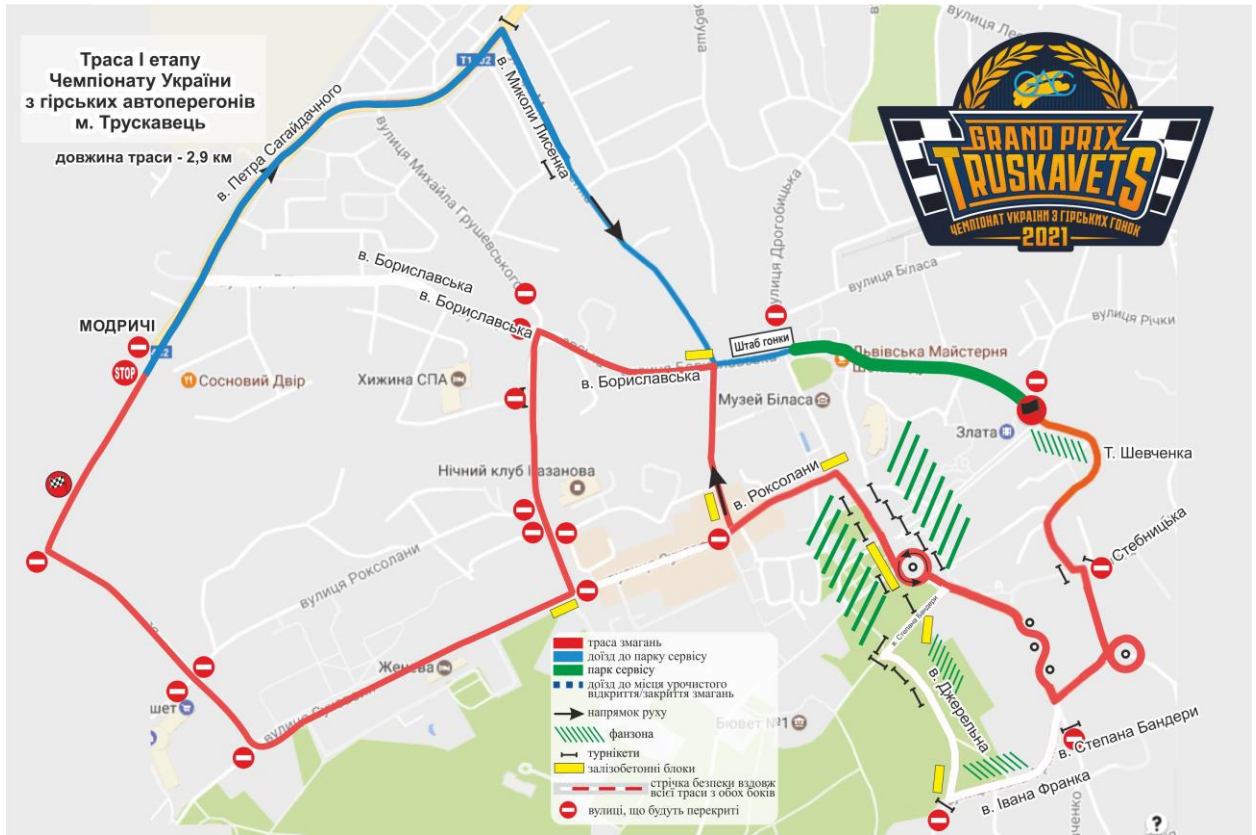 Траса I етапу
Чемпіонату України
з гірських автоперегонів
м. Трускавець
довжина траси - 2,9 км
GRAND PRIX
TRUSKAVETS
ЧЕМПІОНАТ УКРАЇНИ З ГІРСЬКИХ ГОНОК
2021
в. Петра Сагайдачного
в. Миколи Лисенка
вулиця Михайла Грушевського
вулиця Дрогобицька
вулиця Біласа
вулиця Річки
в. Бориславська
в. Бориславська
в. Бориславська
МОДРИЧІ
STOP
Сосновий Двір
Хижина СПА
Штаб гонки
Львівська Майстерня
Музей Біласа
Злата
Т. Шевченка
Нічний клуб Казанова
в. Роксолани
Стебницька
вулиця Роксолани
Женева
в. Степана Бандери
в. Джерельна
Бювет №1
в. Степана Бандери
в. Івана Франка
траса змагань
доїзд до парку сервісу
парк сервісу
доїзд до місця урочистого
відкриття/закриття змагань
напрямок руху
фанзона
турнікети
залізобетонні блоки
стрічка безпеки вздовж
всієї траси з обох боків
вулиці, що будуть перекриті
?